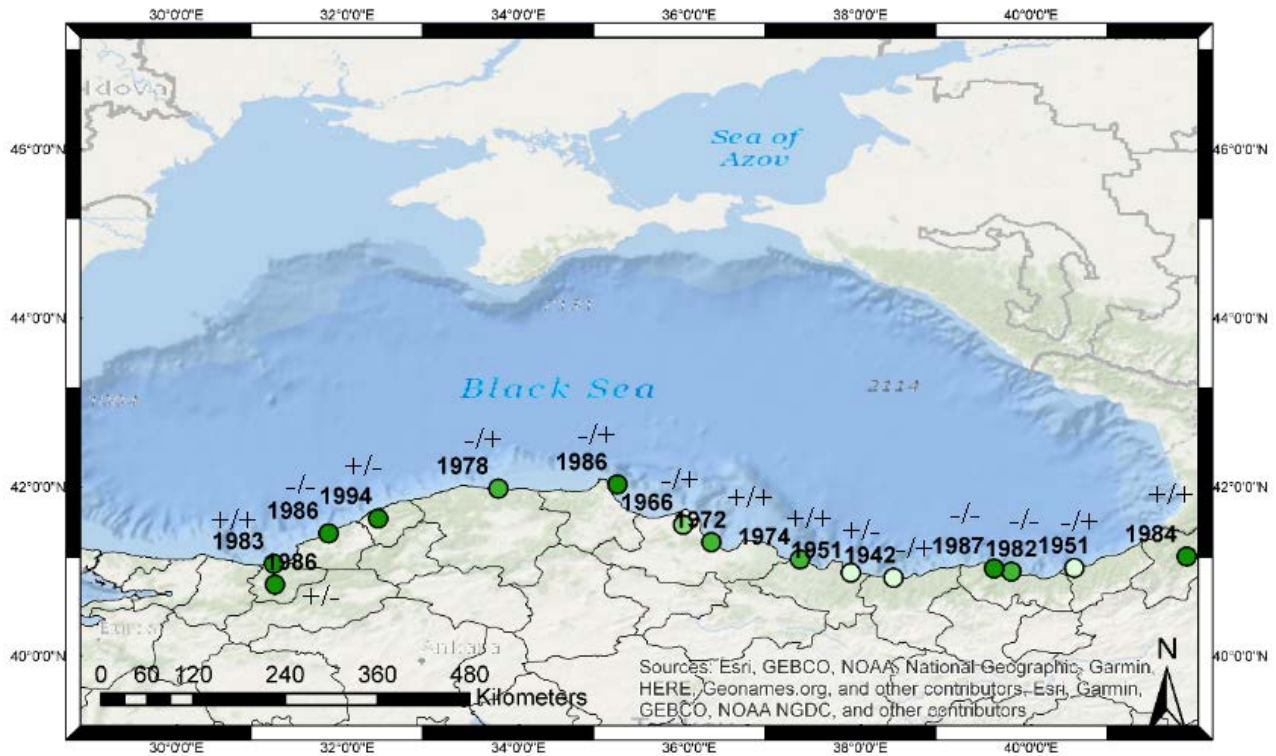 30°0'0"E 32°0'0"E 34°0'0"E 36°0'0"E 38°0'0"E 40°0'0"E
ldova
46°0'0"N 46°0'0"N
Sea of
Azov
44°0'0"N 44°0'0"N
Black Sea
2114
-/+ -/+
+/- 1978 1986
-/- 1994
42°0'0"N 42°0'0"N
+/+ 1986 1966 -/+
1983 1972 +/+
1986 +/-
1974 +/+
1951 +/-
1942 -/+
-/- -/- -/+ +/+
1987 1982 1951 1984
40°0'0"N 40°0'0"N
Ankara
0 60 120 240 360 480
Kilometers
N
Sources: Esri, GEBCO, NOAA, National Geographic, Garmin,
HERE, Geonames.org, and other contributors, Esri, Garmin,
GEBCO, NOAA NGDC, and other contributors
30°0'0"E 32°0'0"E 34°0'0"E 36°0'0"E 38°0'0"E 40°0'0"E